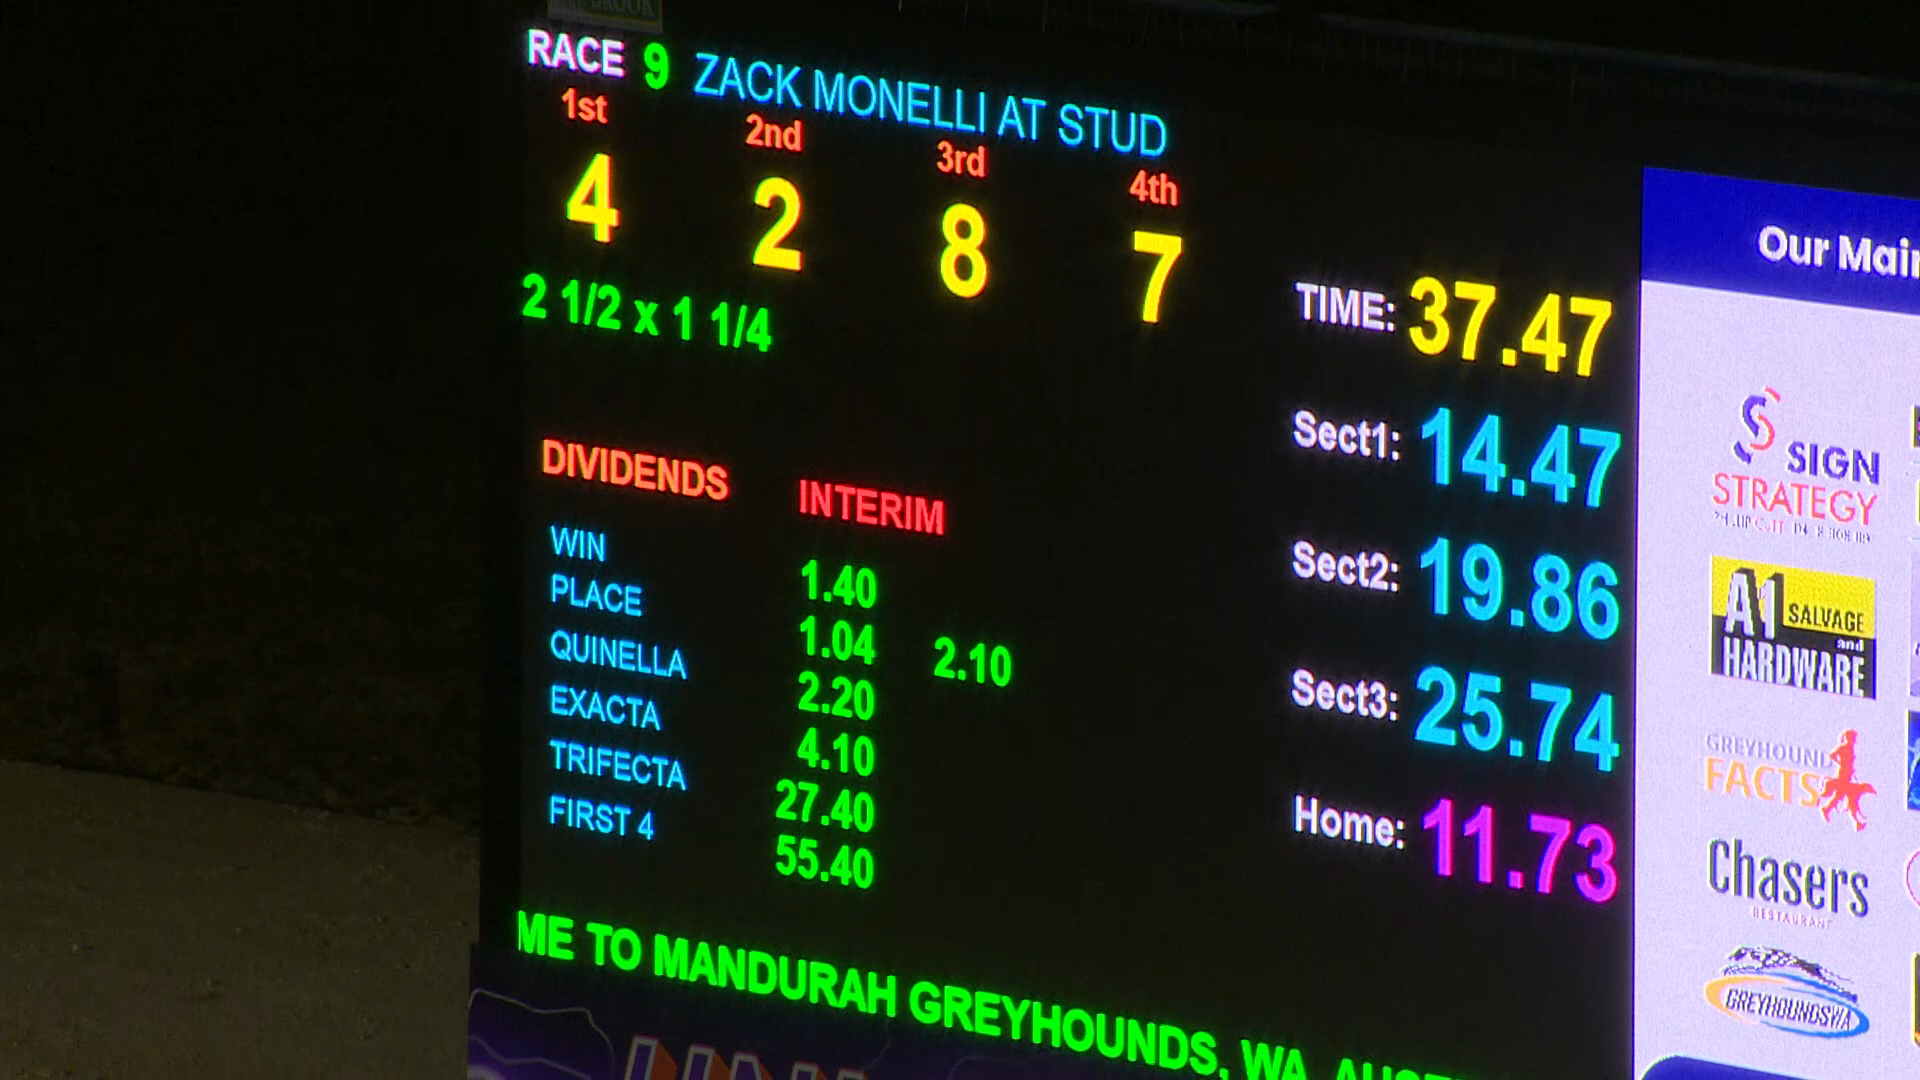 RACE 9 ZACK MONELLI AT STUD
1st 2nd 3rd 4th
4 2 8 7
2 1/2 x 1 1/4
TIME: 37.47
Sect1: 14.47
Sect2: 19.86
Sect3: 25.74
Home: 11.73
DIVIDENDS INTERIM
WIN 1.40
PLACE 1.04 2.10
QUINELLA 2.20
EXACTA 4.10
TRIFECTA 27.40
FIRST 4 55.40
ME TO MANDURAH GREYHOUNDS, WA, AUST
Our Main
SIGN
STRATEGY
A1 SALVAGE
and
HARDWARE
GREYHOUND
FACTS
Chasers
RESTAURANT
GREYHOUNDSWA